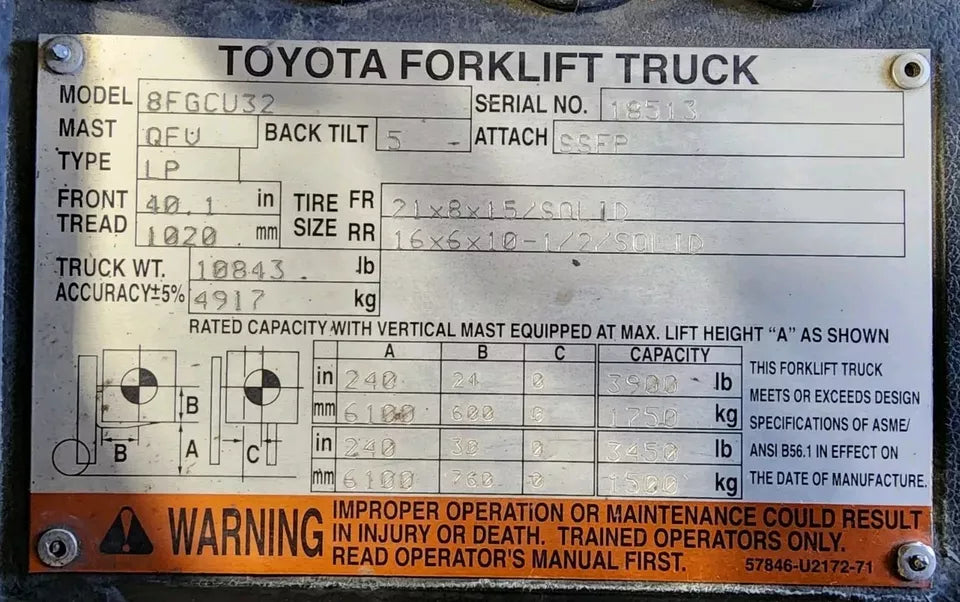 TOYOTA FORKLIFT TRUCK
MODEL 8FGCU32 SERIAL NO. 18513
MAST QFV BACK TILT 5 - ATTACH SSFP
TYPE LP
FRONT TREAD 40.1 in 1020 mm
TIRE SIZE FR 21x8x15/SOLID
RR 16x6x10-1/2/SOLID
TRUCK WT. 10843. lb
ACCURACY±5% 4917 kg
RATED CAPACITY WITH VERTICAL MAST EQUIPPED AT MAX. LIFT HEIGHT "A" AS SHOWN
A B C CAPACITY
in 240 24 0 3900 lb
mm 6100 600 0 1750 kg
in 240 30 0 3450 lb
mm 6100 760 0 1500 kg
B
A
B
C
THIS FORKLIFT TRUCK
MEETS OR EXCEEDS DESIGN
SPECIFICATIONS OF ASME/
ANSI B56.1 IN EFFECT ON
THE DATE OF MANUFACTURE.
WARNING
IMPROPER OPERATION OR MAINTENANCE COULD RESULT
IN INJURY OR DEATH. TRAINED OPERATORS ONLY.
READ OPERATOR'S MANUAL FIRST.
57846-U2172-71